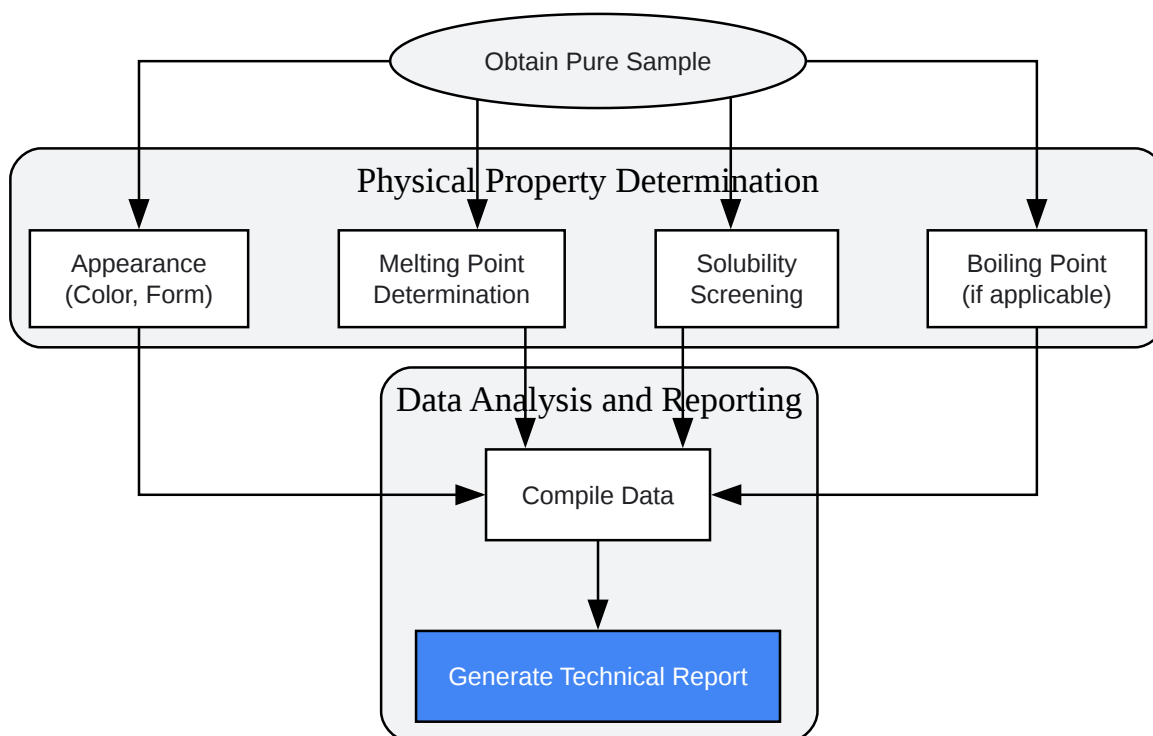 Obtain Pure Sample
Physical Property Determination
Appearance
(Color, Form)
Melting Point
Determination
Solubility
Screening
Boiling Point
(if applicable)
Data Analysis and Reporting
Compile Data
Generate Technical Report